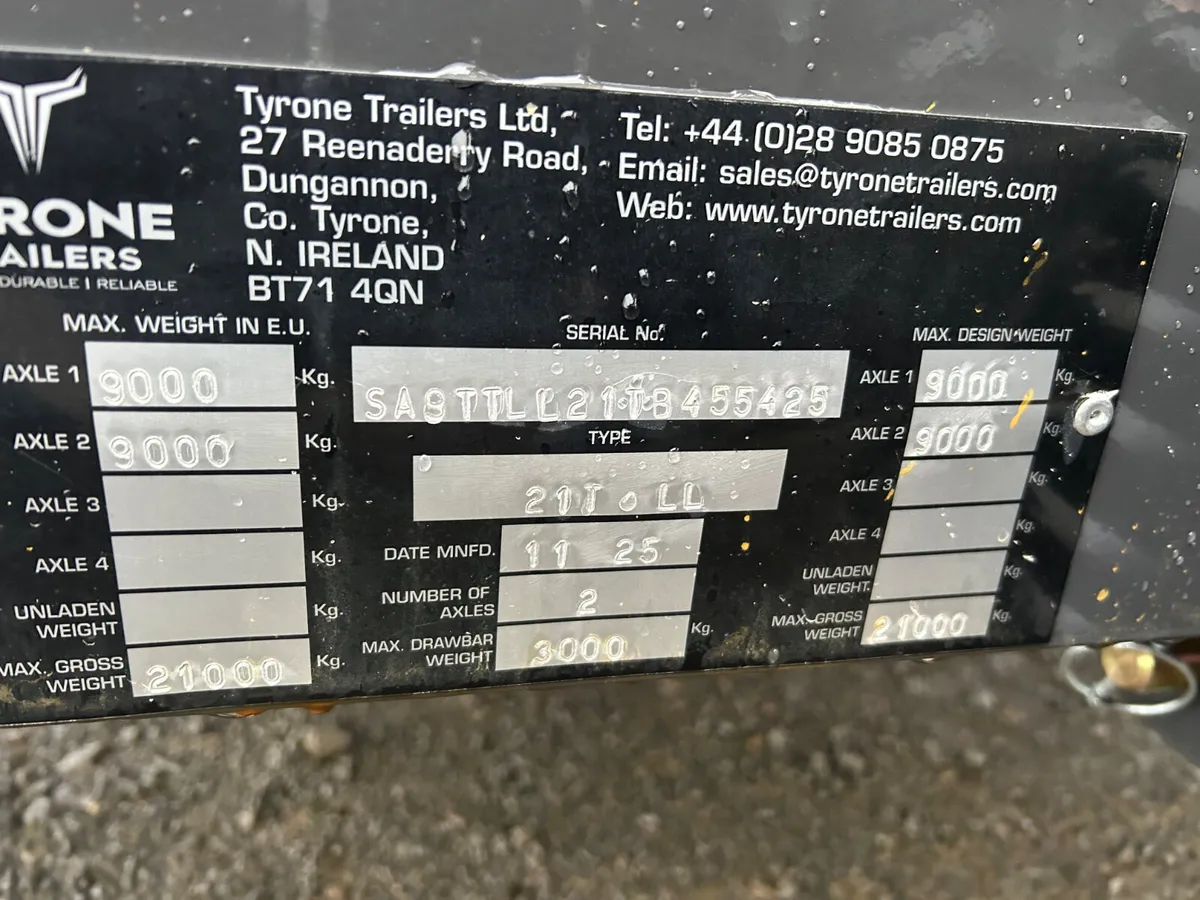 RONE
AILERS
DURABLE | RELIABLE
Tyrone Trailers Ltd,
27 Reenaderry Road,
Dungannon,
Co. Tyrone,
N. IRELAND
BT71 4QN
Tel: +44 (0)28 9085 0875
Email: sales@tyronetrailers.com
Web: www.tyronetrailers.com
MAX. WEIGHT IN E.U.
AXLE 1 9000 Kg.
AXLE 2 9000 Kg.
AXLE 3 Kg.
AXLE 4 Kg.
UNLADEN
WEIGHT Kg.
MAX. GROSS
WEIGHT 21000 Kg.
SERIAL No.
SA9TTLL21TB455425
TYPE
21T . LL
DATE MNFD. 11 25
NUMBER OF
AXLES 2
MAX. DRAWBAR
WEIGHT 3000 Kg.
MAX. DESIGN WEIGHT
AXLE 1 9000 Kg.
AXLE 2 9000 Kg.
AXLE 3 Kg.
AXLE 4 Kg.
UNLADEN
WEIGHT. Kg.
MAX. GROSS
WEIGHT 21000 Kg.